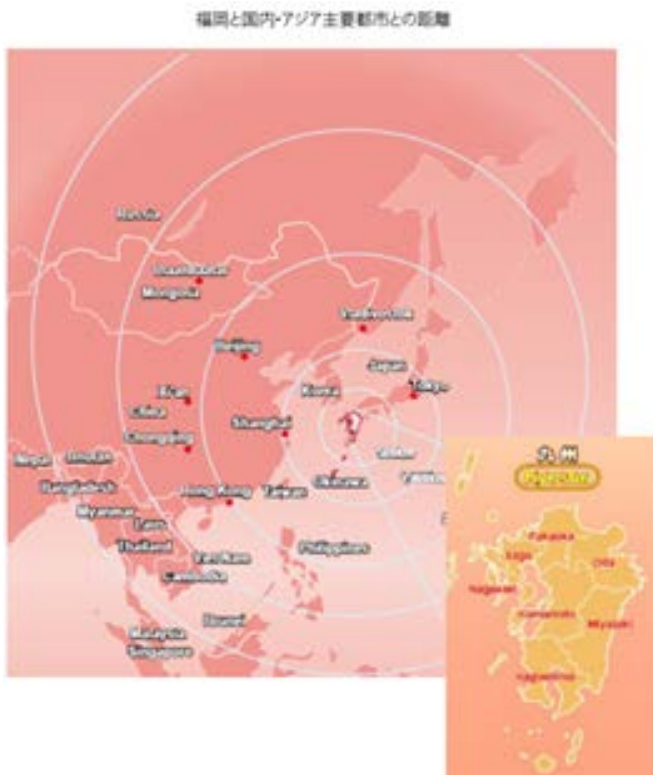 福岡と国内・アジア主要都市との距離
Russia
Ulaanbaatar
Mongolia
Vladivostok
Beijing
Japan
Tokyo
Korea
Xi'an
China
Shanghai
Chongqing
Nepal
Bhutan
Bangladesh
Hong Kong
Taiwan
Okinawa
Myanmar
Laos
Thailand
Viet Nam
Cambodia
Philippines
Brunei
Malaysia
Singapore
九州
Fukuoka
Saga
Oita
Nagasaki
Kumamoto
Miyazaki
Kagoshima